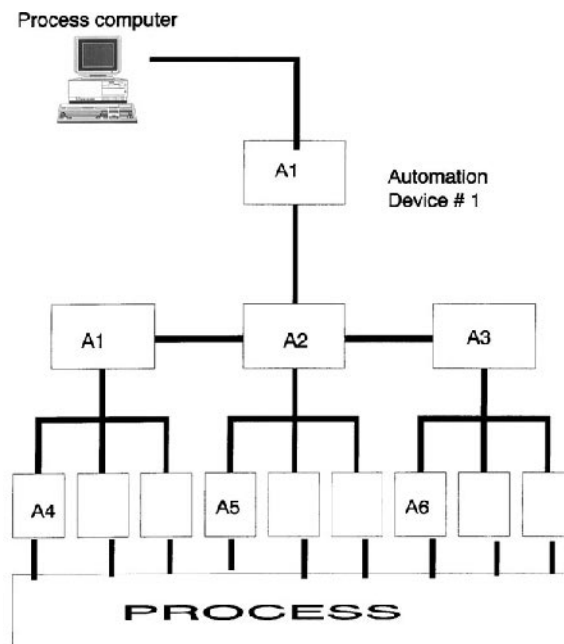 Process computer
A1
Automation
Device # 1
A1
A2
A3
A4
A5
A6
PROCESS